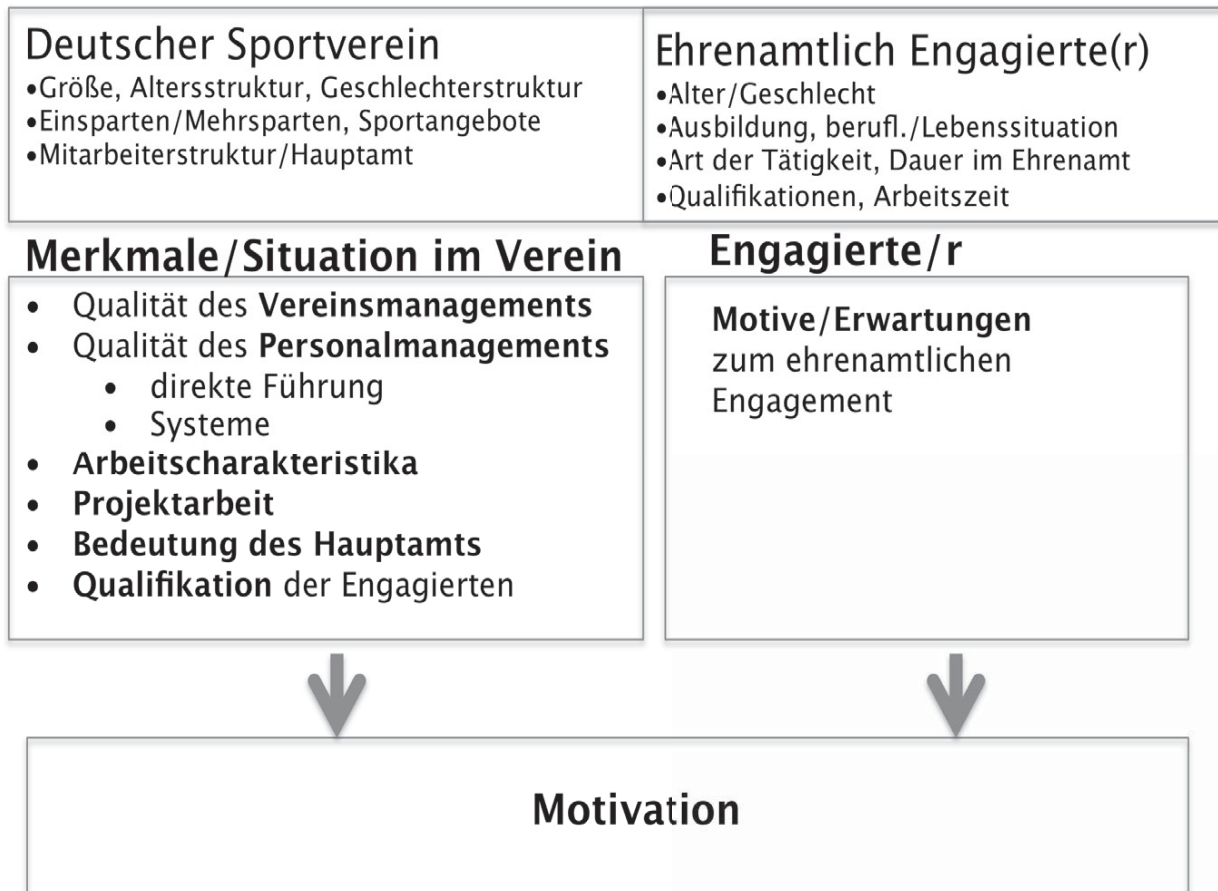 Deutscher Sportverein
•Größe, Altersstruktur, Geschlechterstruktur
•Einsparten/Mehrsparten, Sportangebote
•Mitarbeiterstruktur/Hauptamt
Ehrenamtlich Engagierte(r)
•Alter/Geschlecht
•Ausbildung, berufl./Lebenssituation
•Art der Tätigkeit, Dauer im Ehrenamt
•Qualifikationen, Arbeitszeit
Merkmale/Situation im Verein
• Qualität des Vereinsmanagements
• Qualität des Personalmanagements
• direkte Führung
• Systeme
• Arbeitscharakteristika
• Projektarbeit
• Bedeutung des Hauptamts
• Qualifikation der Engagierten
Engagierte/r
Motive/Erwartungen
zum ehrenamtlichen
Engagement
Motivation